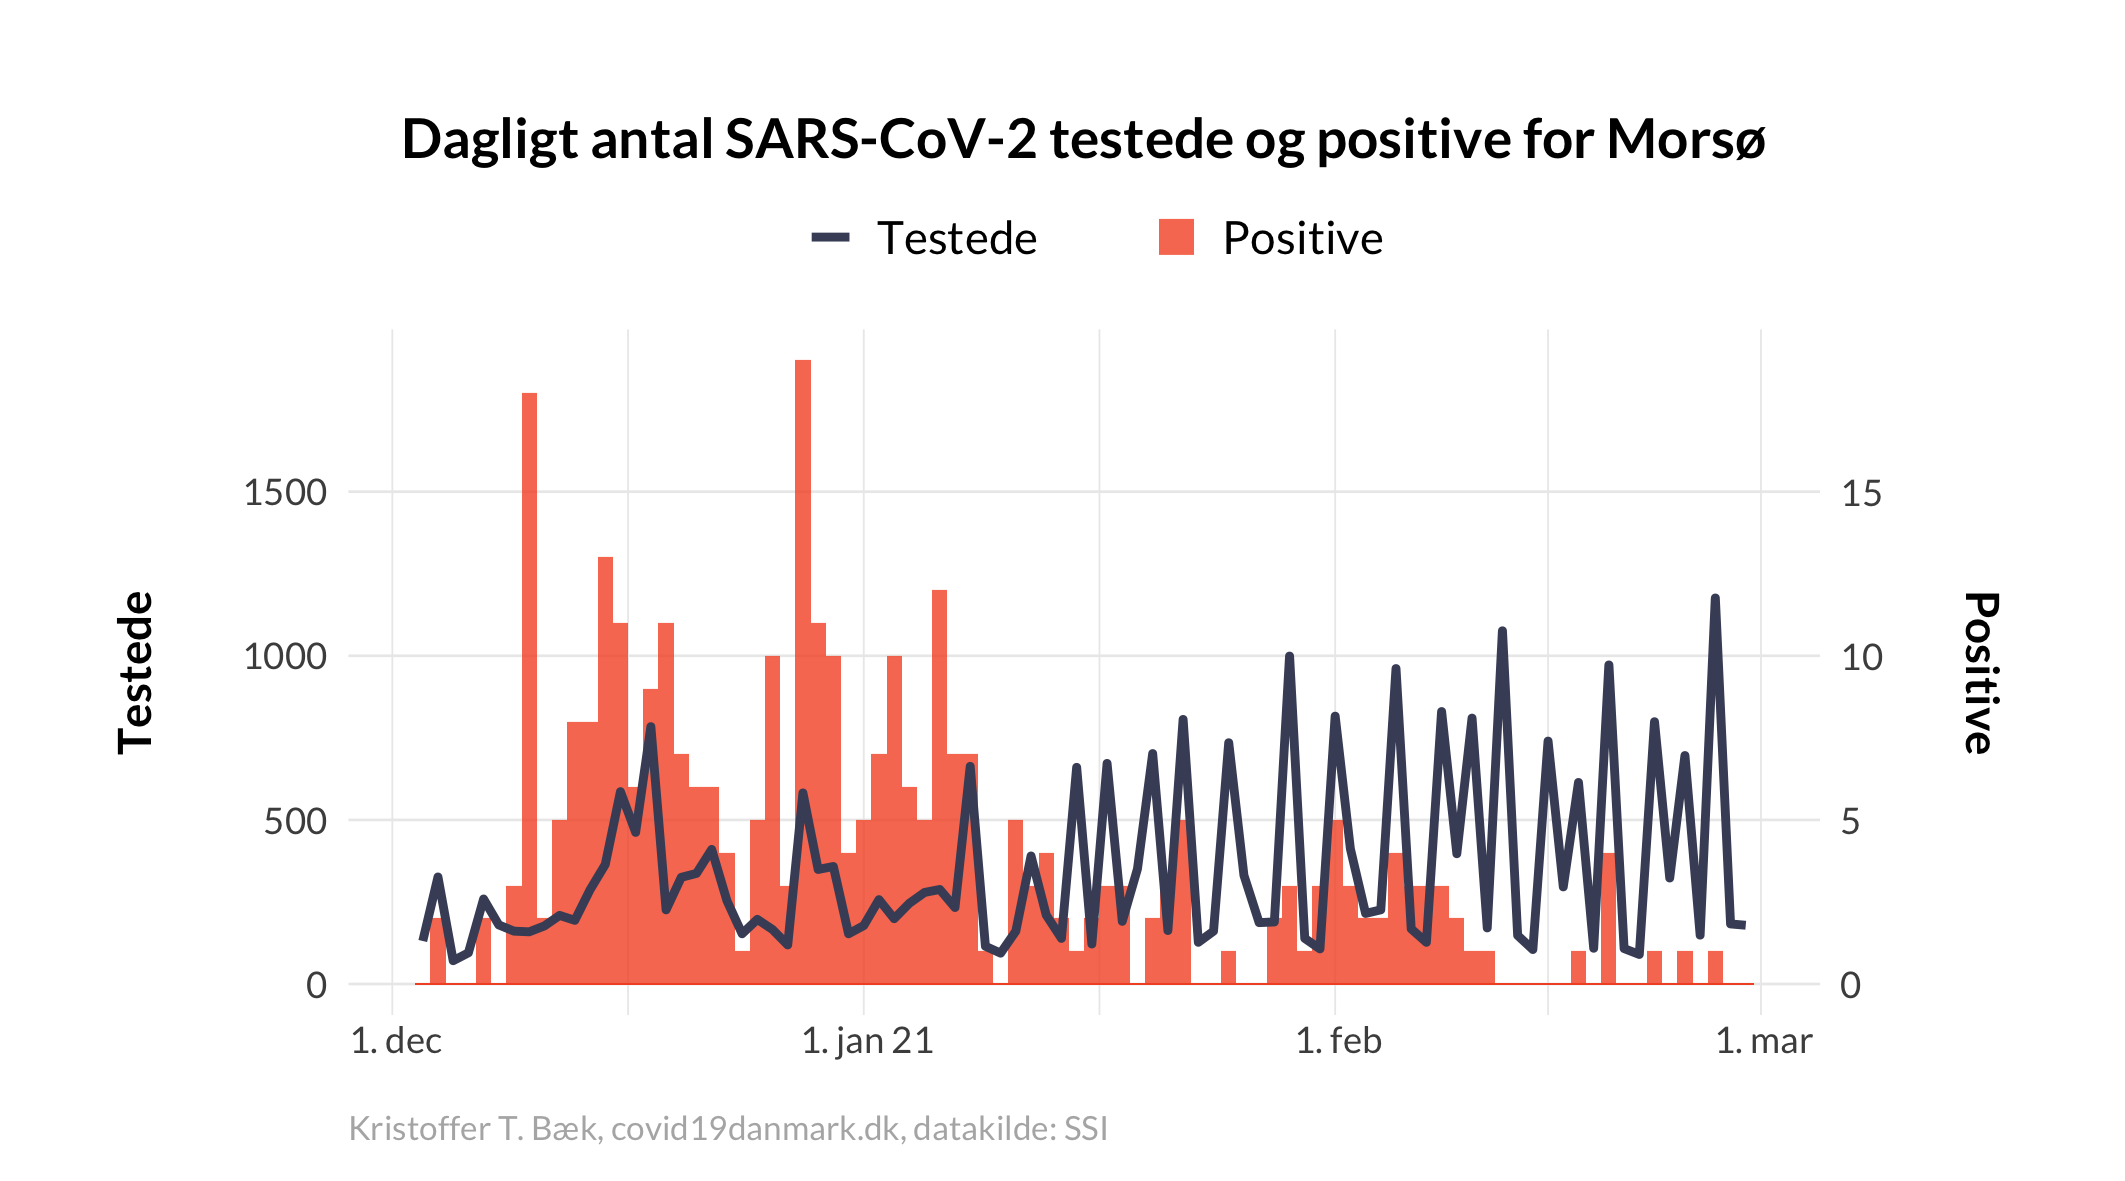 Dagligt antal SARS-CoV-2 testede og positive for Morsø
Testede Positive
Testede
1500
1000
500
0
15
10
5
0
Positive
1. dec 1. jan 21 1. feb 1. mar
Kristoffer T. Bæk, covid19danmark.dk, datakilde: SSI